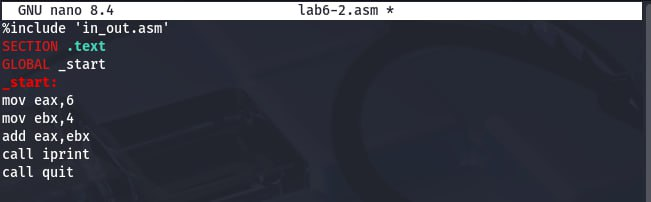 GNU nano 8.4 lab6-2.asm *
%include 'in_out.asm'
SECTION .text
GLOBAL _start
_start:
mov eax,6
mov ebx,4
add eax,ebx
call iprint
call quit